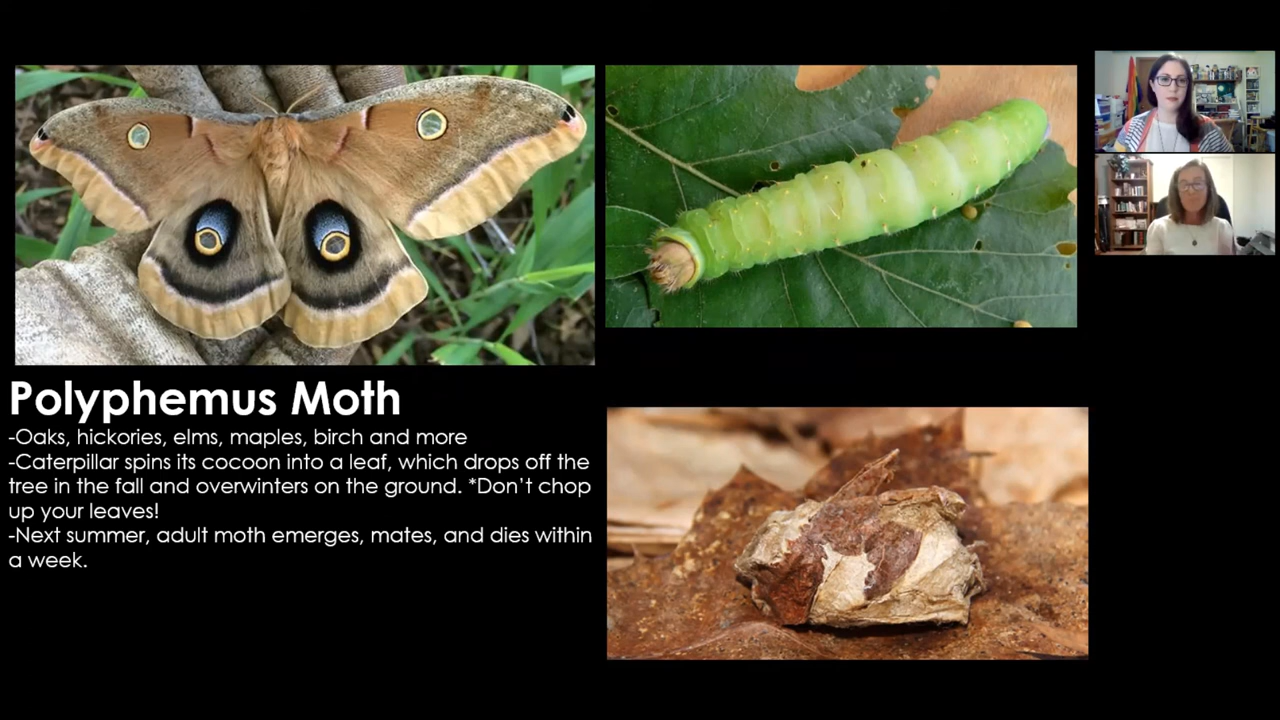 Polyphemus Moth
-Oaks, hickories, elms, maples, birch and more
-Caterpillar spins its cocoon into a leaf, which drops off the
tree in the fall and overwinters on the ground. *Don’t chop
up your leaves!
-Next summer, adult moth emerges, mates, and dies within
a week.